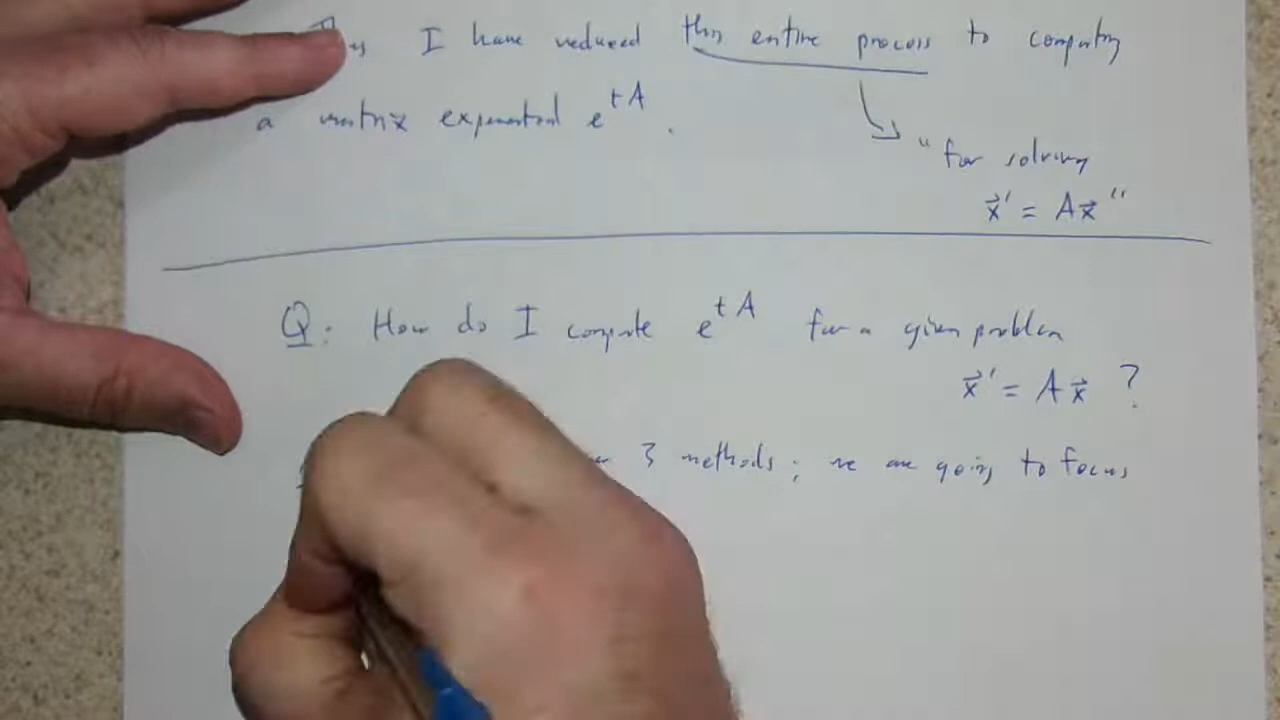 I have reduced this entire process to computing
a matrix exponential e^{tA}.
"for solving
x⃗' = Ax⃗"
Q: How do I compute e^{tA} for a given problem
x⃗' = Ax⃗ ?
3 methods; we are going to focus